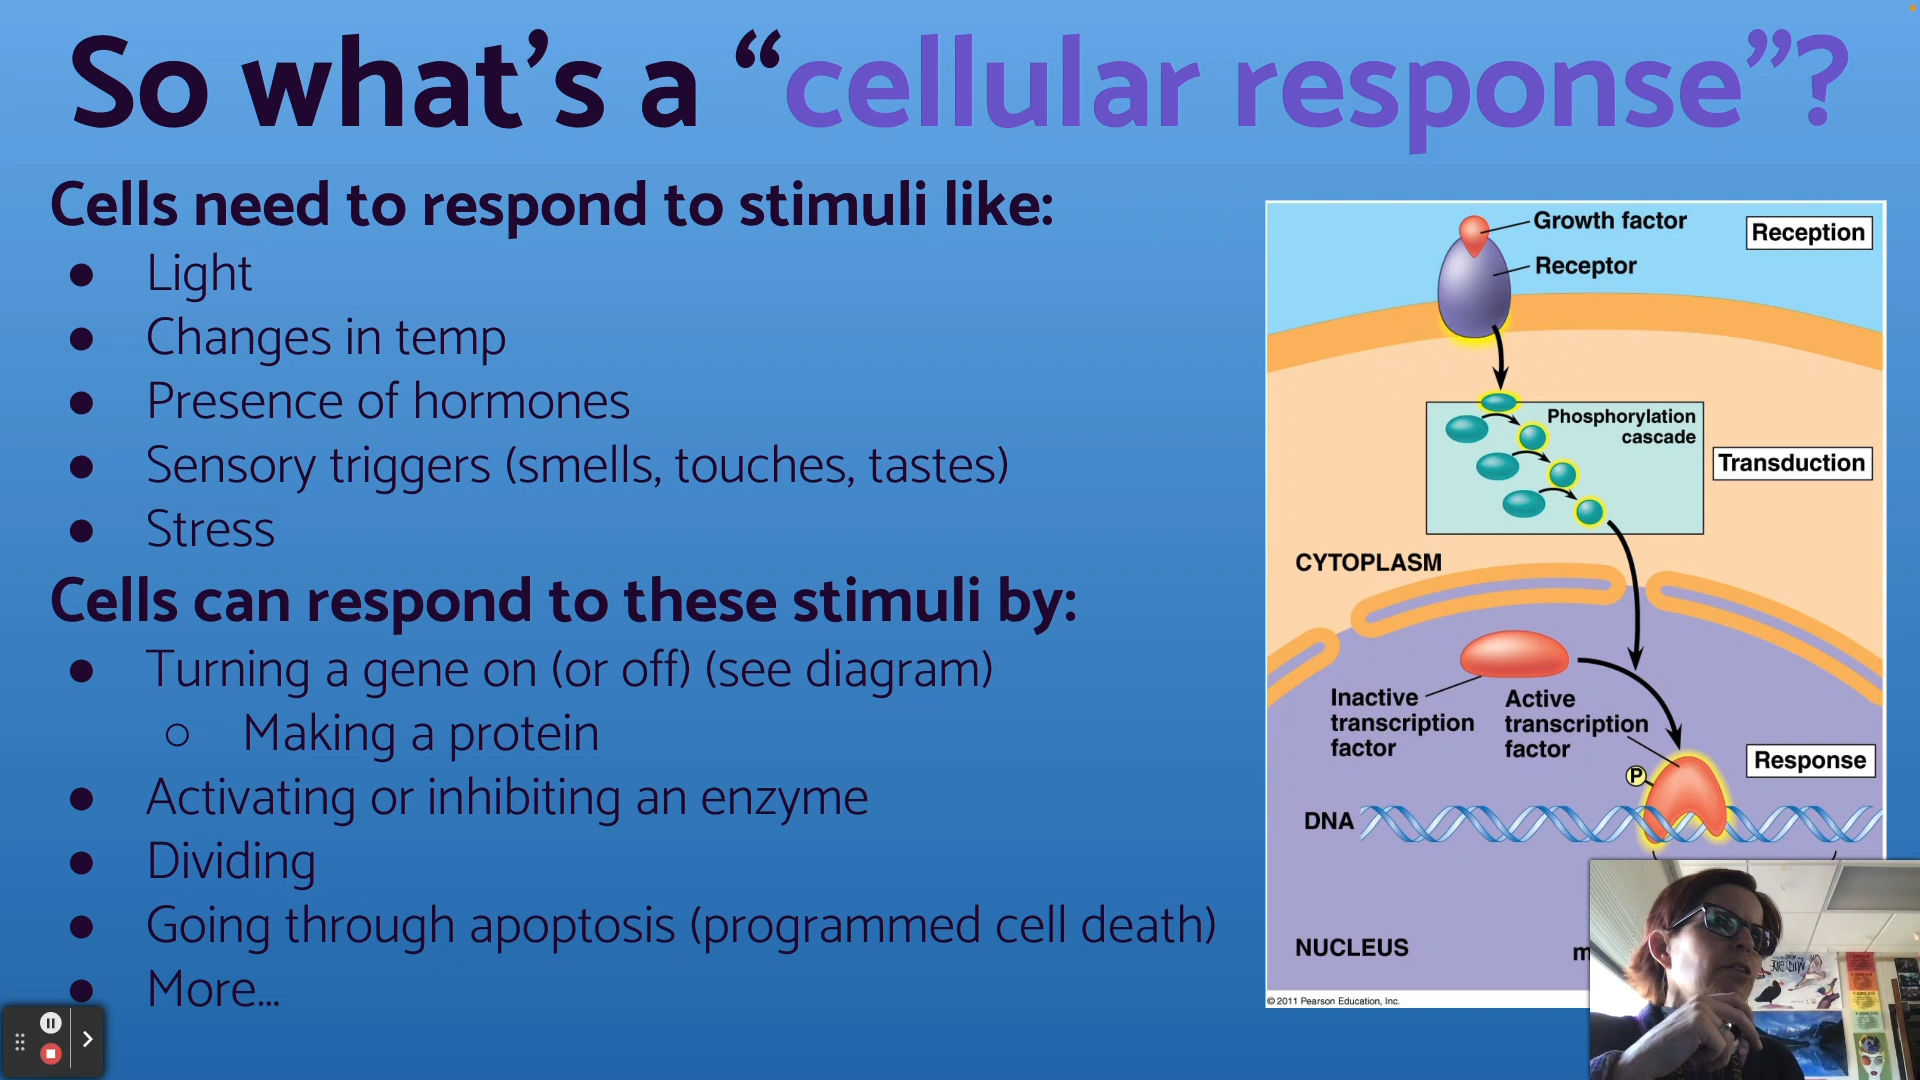 So what's a “cellular response”?
Cells need to respond to stimuli like:
● Light
● Changes in temp
● Presence of hormones
● Sensory triggers (smells, touches, tastes)
● Stress
Cells can respond to these stimuli by:
● Turning a gene on (or off) (see diagram)
○ Making a protein
● Activating or inhibiting an enzyme
● Dividing
● Going through apoptosis (programmed cell death)
● More...
Growth factor
Reception
Receptor
Phosphorylation
cascade
Transduction
CYTOPLASM
Inactive
transcription
factor
Active
transcription
factor
Response
P
DNA
NUCLEUS
© 2011 Pearson Education, Inc.